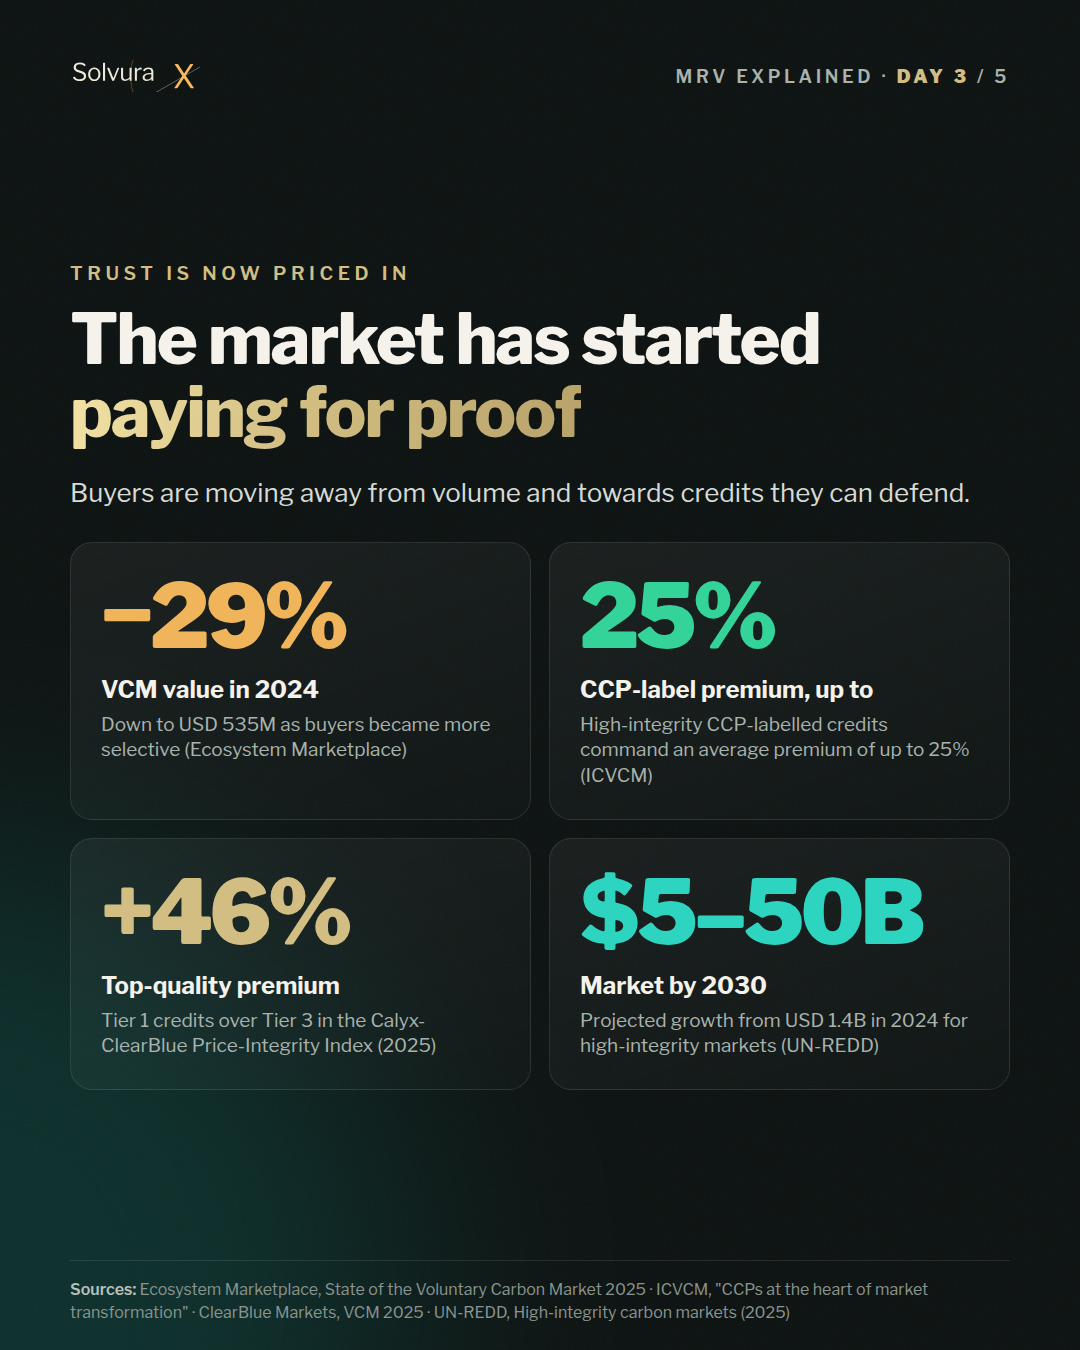 Solvura X
MRV EXPLAINED · DAY 3 / 5
TRUST IS NOW PRICED IN
The market has started
paying for proof
Buyers are moving away from volume and towards credits they can defend.
−29%
VCM value in 2024
Down to USD 535M as buyers became more
selective (Ecosystem Marketplace)
25%
CCP-label premium, up to
High-integrity CCP-labelled credits
command an average premium of up to 25%
(ICVCM)
+46%
Top-quality premium
Tier 1 credits over Tier 3 in the Calyx-
ClearBlue Price-Integrity Index (2025)
$5–50B
Market by 2030
Projected growth from USD 1.4B in 2024 for
high-integrity markets (UN-REDD)
Sources: Ecosystem Marketplace, State of the Voluntary Carbon Market 2025 · ICVCM, "CCPs at the heart of market
transformation" · ClearBlue Markets, VCM 2025 · UN-REDD, High-integrity carbon markets (2025)